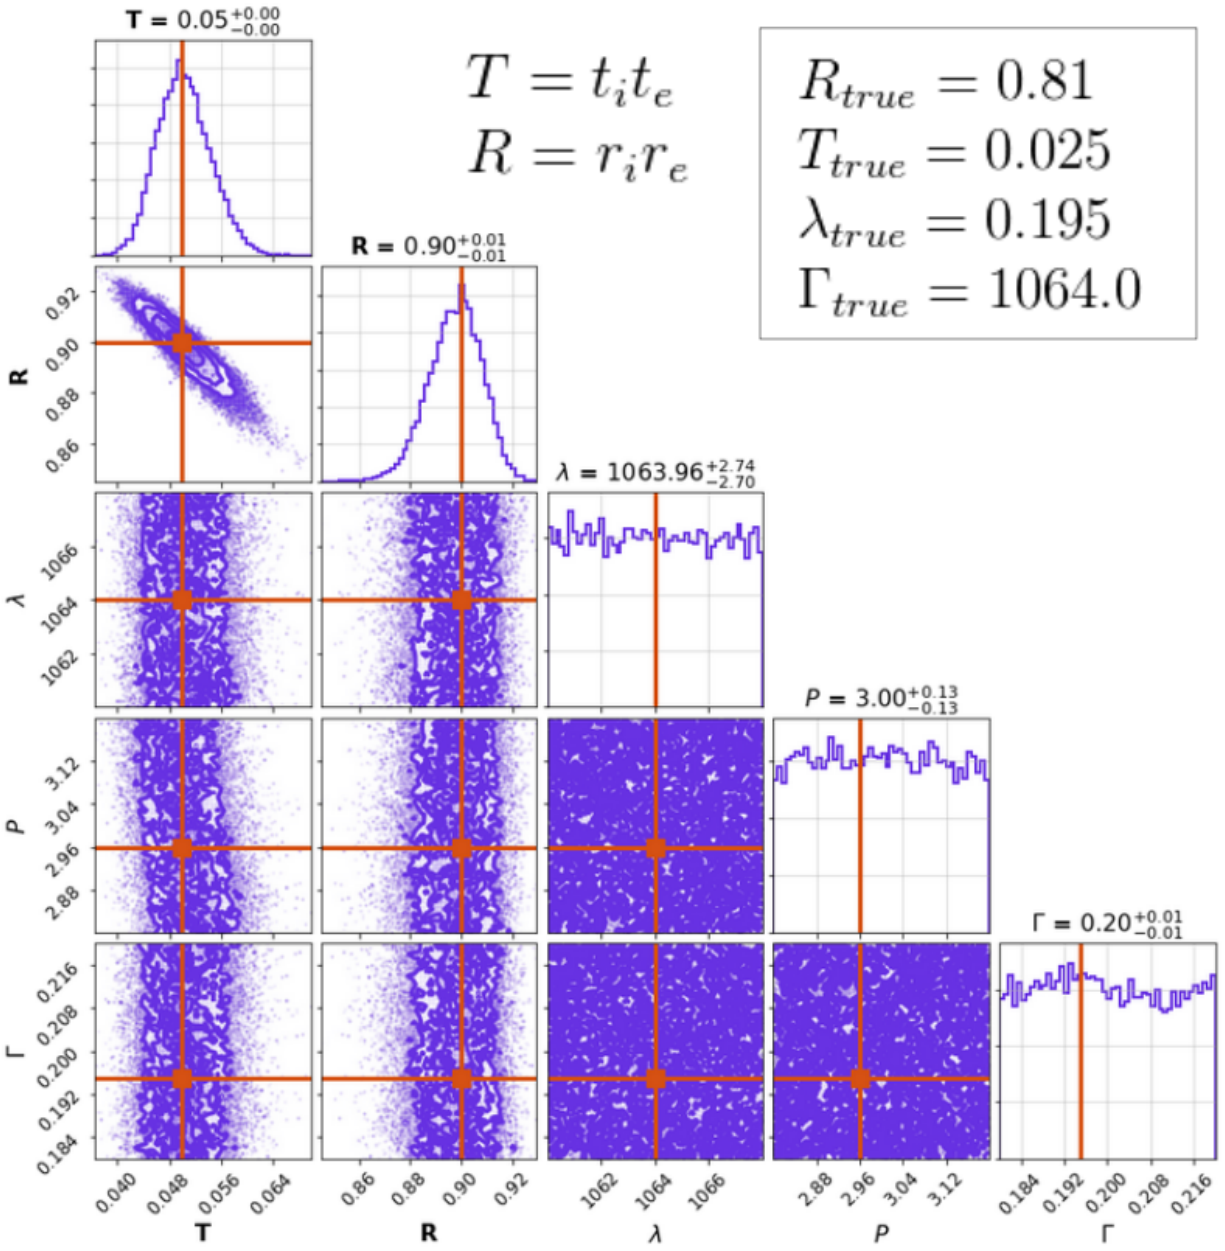 T = 0.05+0.00 −0.00
T = t_i t_e
R = r_i r_e
R_true = 0.81
T_true = 0.025
λ_true = 0.195
Γ_true = 1064.0
R = 0.90+0.01 −0.01
0.92
0.90
0.88
0.86
R
λ = 1063.96+2.74 −2.70
1066
1064
1062
λ
P = 3.00+0.13 −0.13
3.12
3.04
2.96
2.88
P
Γ = 0.20+0.01 −0.01
0.216
0.208
0.200
0.192
0.184
Γ
0.040 0.048 0.056 0.064
0.86 0.88 0.90 0.92
1062 1064 1066
2.88 2.96 3.04 3.12
0.184 0.192 0.200 0.208 0.216
T R λ P Γ